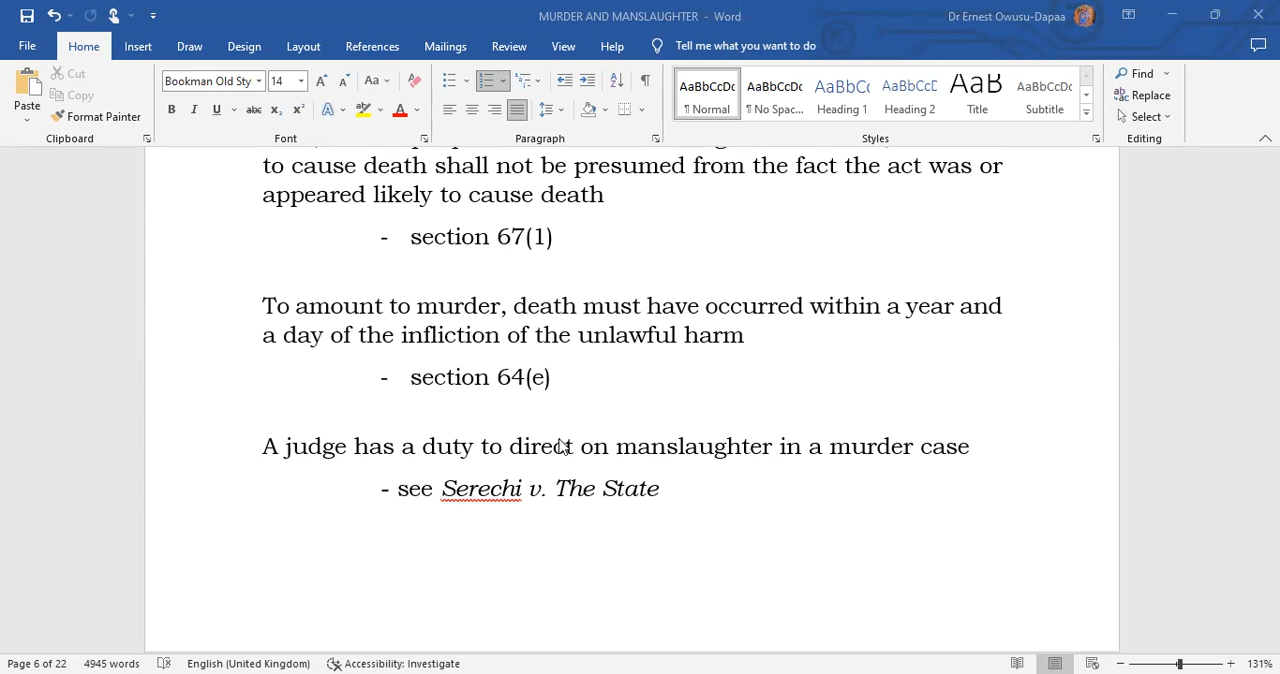 MURDER AND MANSLAUGHTER - Word
Dr Ernest Owusu-Dapaa
File Home Insert Draw Design Layout References Mailings Review View Help Tell me what you want to do
Paste
Cut
Copy
Format Painter
Clipboard
Bookman Old Sty 14
Aa
B I U abc x₂ x² A A
Font
Paragraph
AaBbCcDc AaBbCcDc AaBbC( AaBbCcD AaB AaBbCcDc
¶ Normal ¶ No Spac... Heading 1 Heading 2 Title Subtitle
Styles
Find
Replace
Select
Editing
to cause death shall not be presumed from the fact the act was or
appeared likely to cause death
- section 67(1)
To amount to murder, death must have occurred within a year and
a day of the infliction of the unlawful harm
- section 64(e)
A judge has a duty to direct on manslaughter in a murder case
- see Serechi v. The State
Page 6 of 22 4945 words English (United Kingdom) Accessibility: Investigate 131%